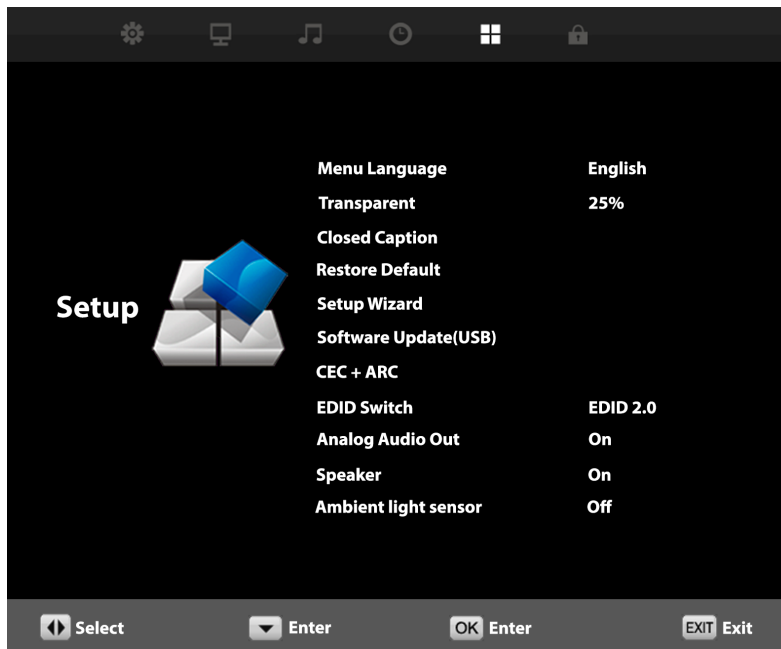 Menu Language English
Transparent 25%
Closed Caption
Restore Default
Setup
Setup Wizard
Software Update(USB)
CEC + ARC
EDID Switch EDID 2.0
Analog Audio Out On
Speaker On
Ambient light sensor Off
Select Enter OK Enter EXIT Exit